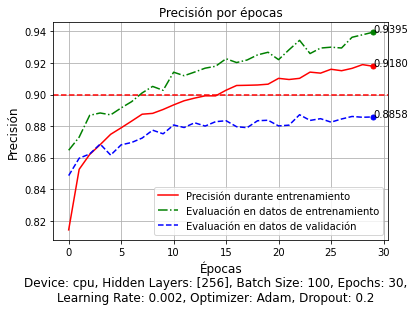 Precisión por épocas
Precisión
0.94
0.92
0.90
0.88
0.86
0.84
0.82
0.9395
0.9180
0.8858
Precisión durante entrenamiento
Evaluación en datos de entrenamiento
Evaluación en datos de validación
0
5
10
15
20
25
30
Épocas
Device: cpu, Hidden Layers: [256], Batch Size: 100, Epochs: 30,
Learning Rate: 0.002, Optimizer: Adam, Dropout: 0.2